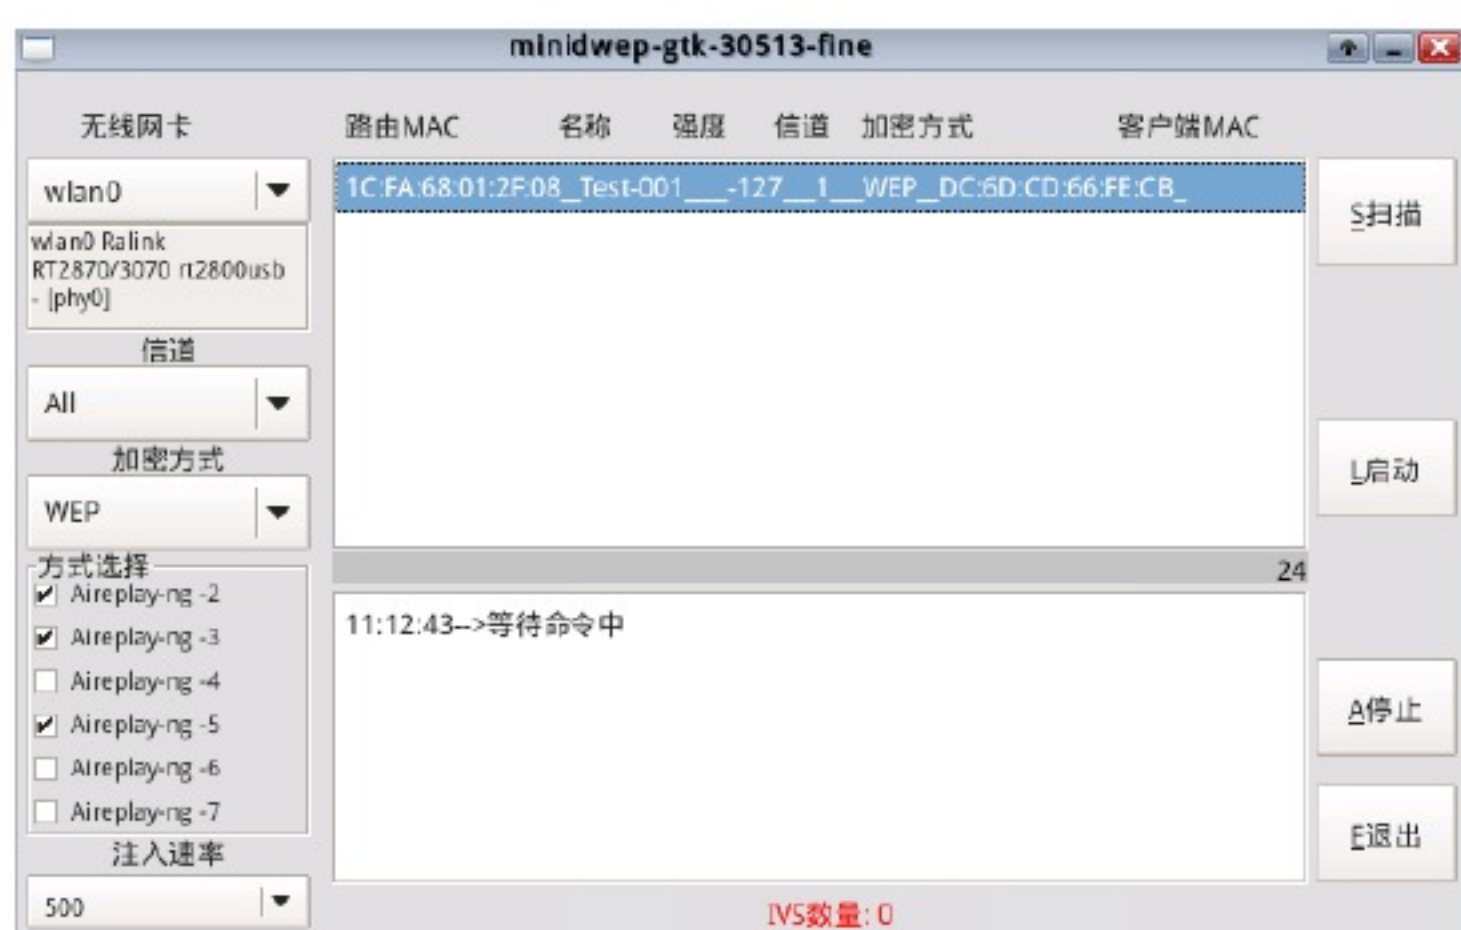 minidwep-gtk-30513-fine
无线网卡
路由MAC 名称 强度 信道 加密方式 客户端MAC
wlan0
1C:FA:68:01:2F:08__Test-001____-127___1___WEP__DC:6D:CD:66:FE:CB_
S扫描
wlan0 Ralink
RT2870/3070 rt2800usb
- [phy0]
信道
All
加密方式
L启动
WEP
方式选择
24
Aireplay-ng -2
11:12:43-->等待命令中
Aireplay-ng -3
Aireplay-ng -4
A停止
Aireplay-ng -5
Aireplay-ng -6
Aireplay-ng -7
E退出
注入速率
500
IVS数量: 0